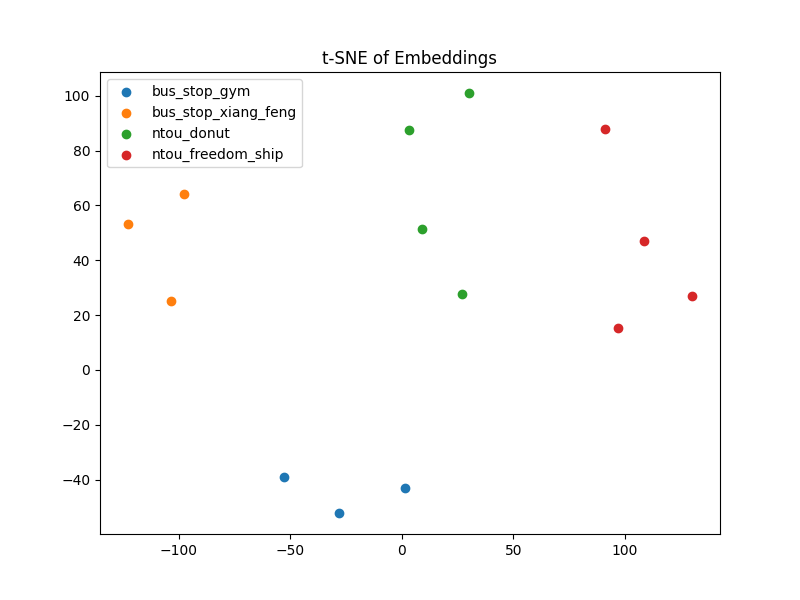 t-SNE of Embeddings
bus_stop_gym
bus_stop_xiang_feng
ntou_donut
ntou_freedom_ship
100
80
60
40
20
0
−20
−40
−100
−50
0
50
100